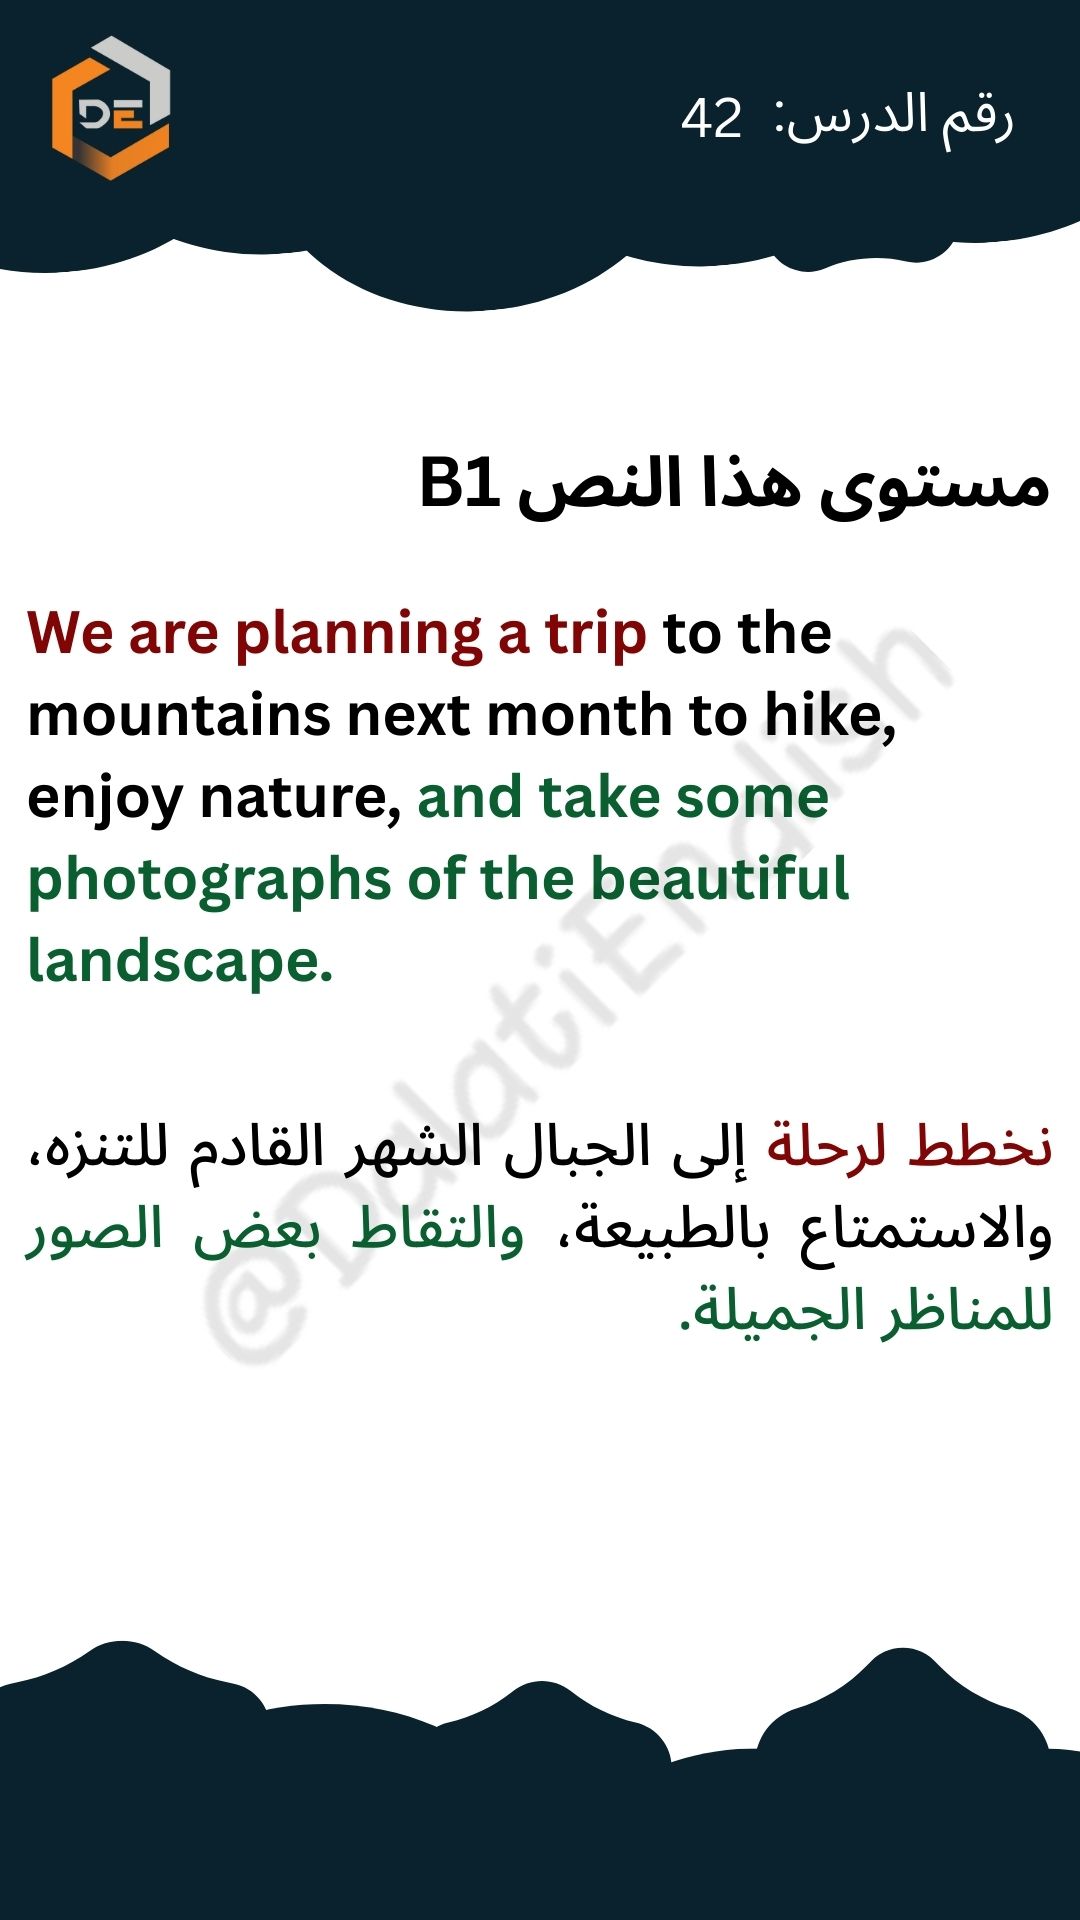 DE
رقم الدرس: 42
مستوى هذا النص B1
We are planning a trip to the
mountains next month to hike,
enjoy nature, and take some
photographs of the beautiful
landscape.
نخطط لرحلة إلى الجبال الشهر القادم للتنزه،
والاستمتاع بالطبيعة، والتقاط بعض الصور
للمناظر الجميلة.
@DalatiEnglish